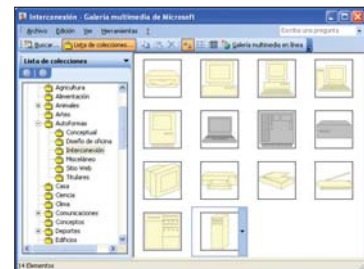 Interconexión - Galería multimedia de Microsoft
Archivo Edición Ver Herramientas
Escriba una pregunta
Buscar... Lista de colecciones... Galería multimedia en línea
Lista de colecciones
Agricultura
Alimentación
Animales
Artes
Autoformas
Conceptual
Diseño de oficina
Interconexión
Misceláneo
Sitio Web
Titulares
Casa
Ciencia
Clima
Comunicaciones
Conceptos
Deportes
Edificios
14 Elementos